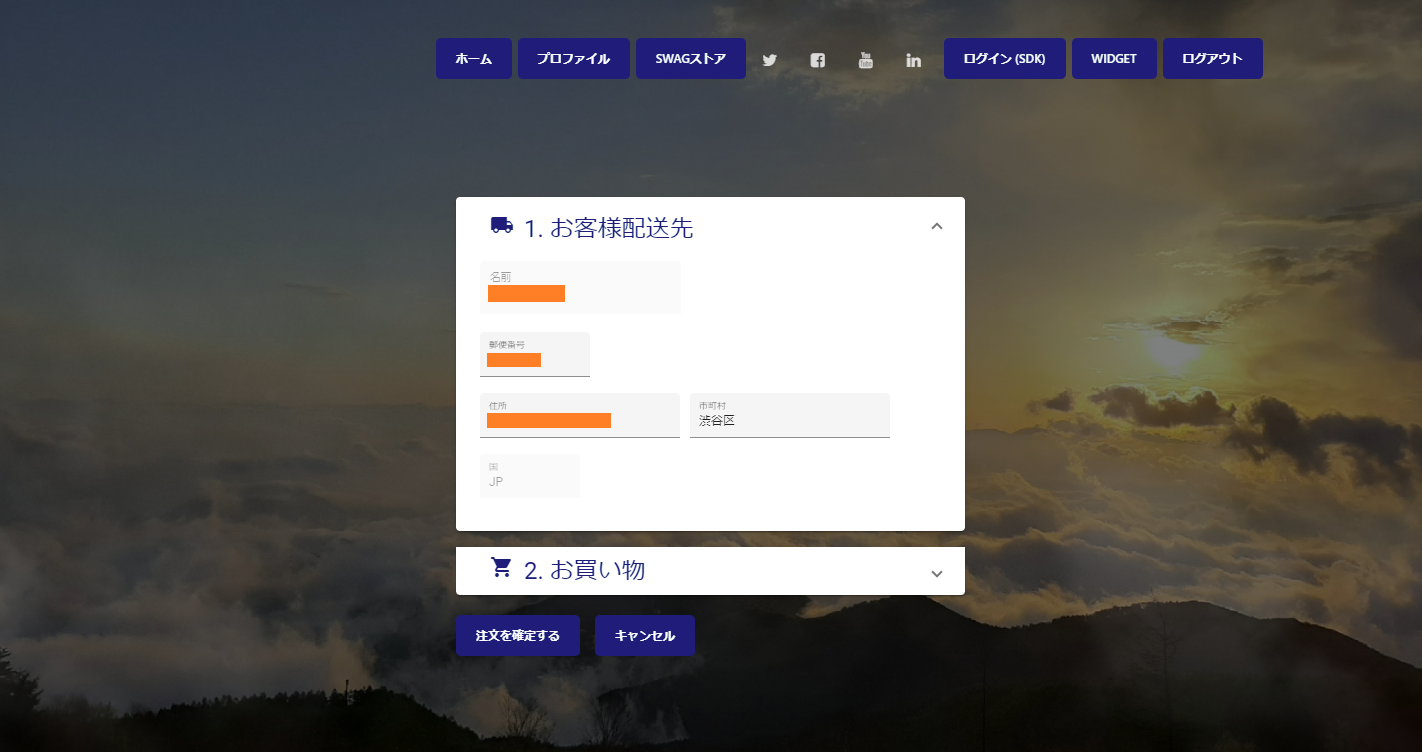 ホーム プロファイル SWAGストア ログイン (SDK) WIDGET ログアウト
1. お客様配送先
名前
郵便番号
住所 市町村
渋谷区
国
JP
2. お買い物
注文を確定する キャンセル